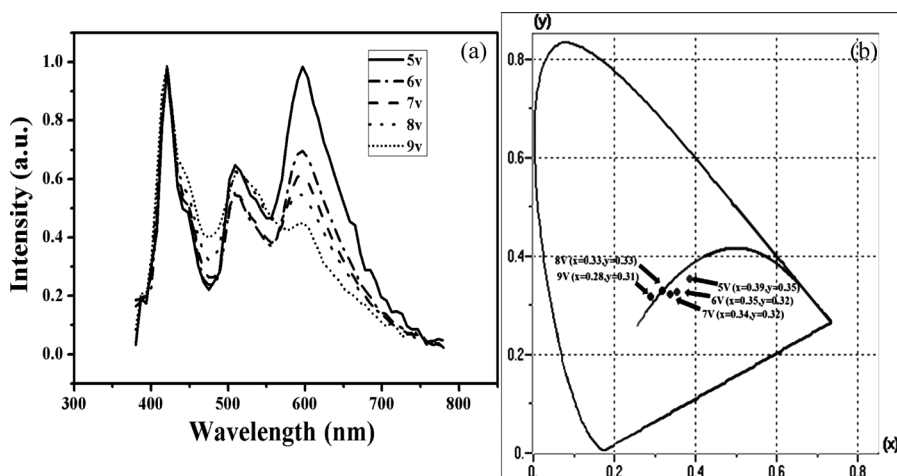 (a)
5v
6v
7v
8v
9v
1.0
0.8
0.6
0.4
0.2
0.0
Intensity (a.u.)
300 400 500 600 700 800
Wavelength (nm)
(y)
(b)
0.8
0.6
0.4
0.2
0.
8V (x=0.33,y=0.33)
9V (x=0.28,y=0.31)
5V (x=0.39,y=0.35)
6V (x=0.35,y=0.32)
7V (x=0.34,y=0.32)
(x)
0 0.2 0.4 0.6 0.8